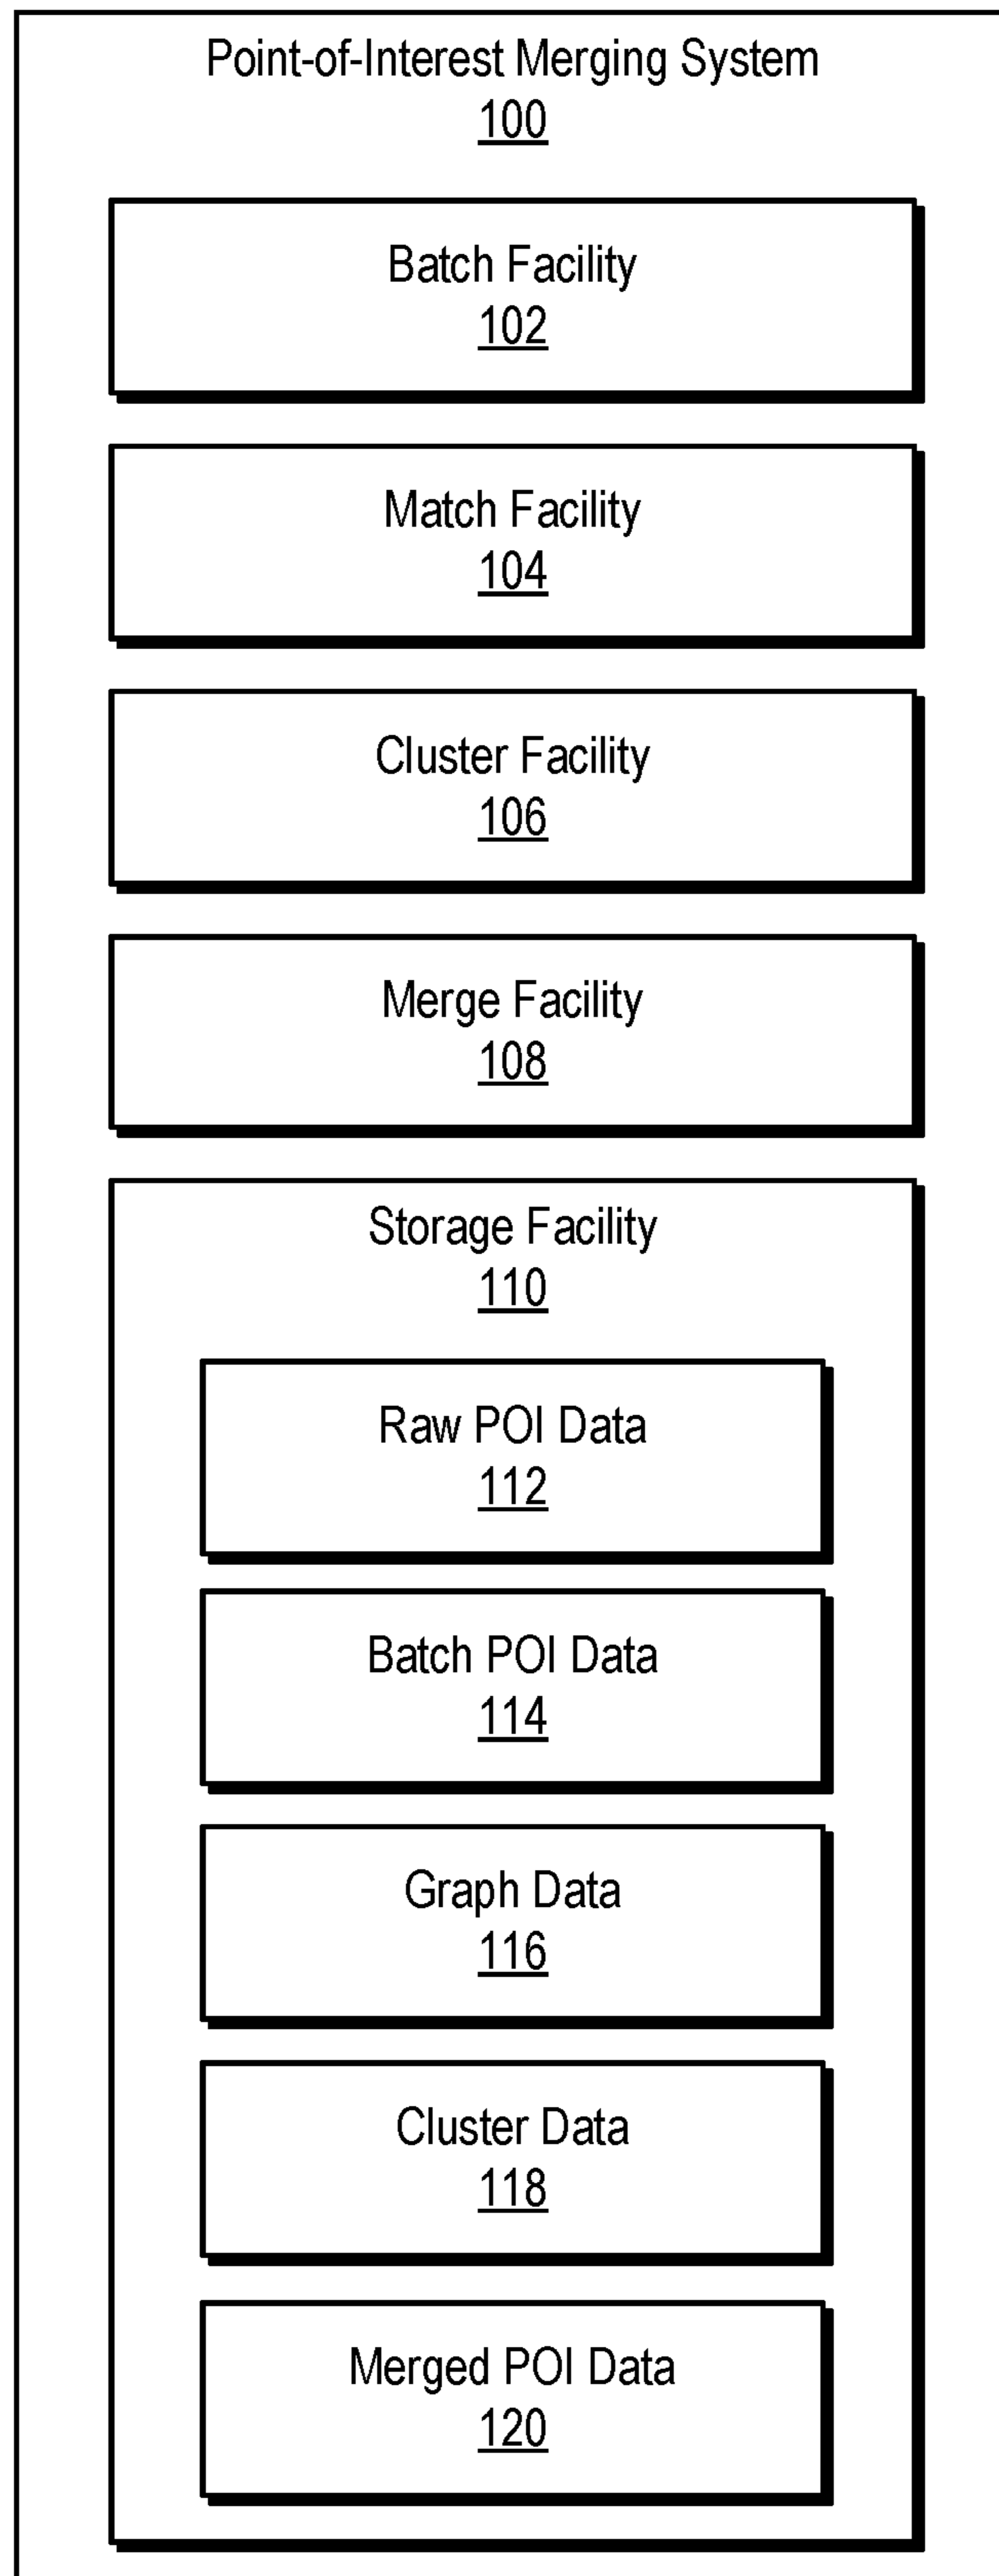 Point-of-Interest Merging System
100
Batch Facility
102
Match Facility
104
Cluster Facility
106
Merge Facility
108
Storage Facility
110
Raw POI Data
112
Batch POI Data
114
Graph Data
116
Cluster Data
118
Merged POI Data
120